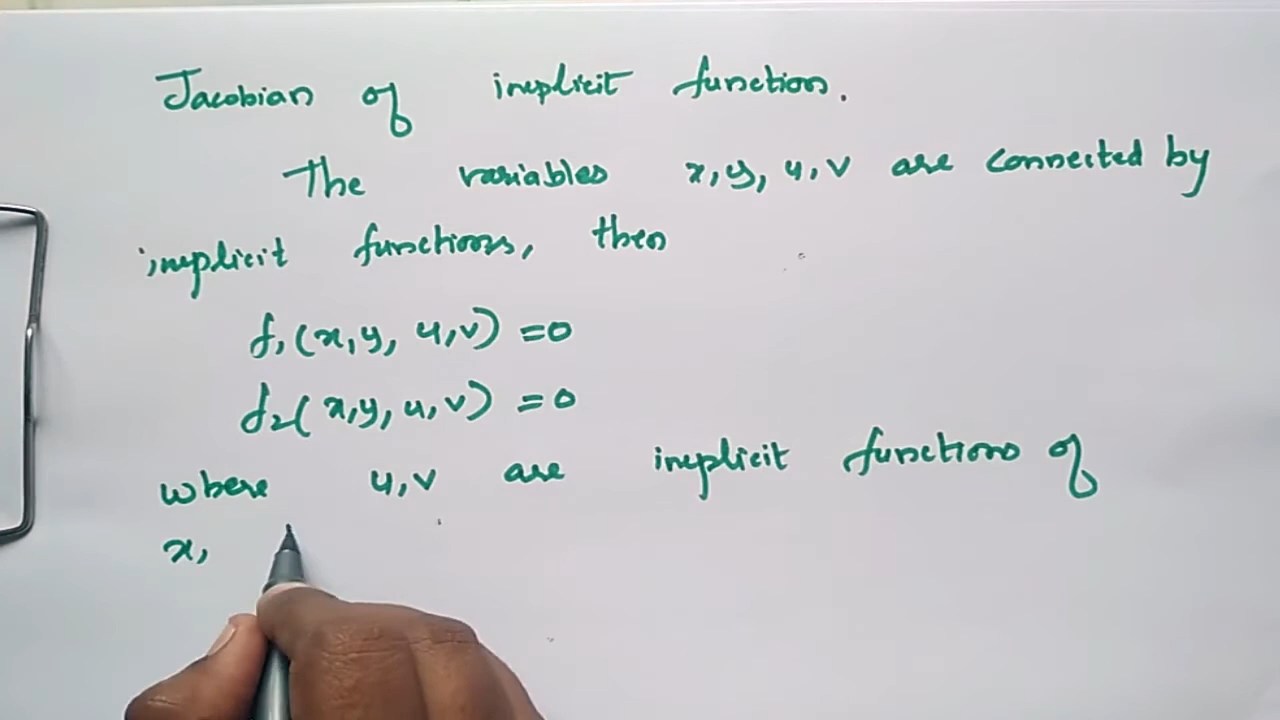 Jacobian of implicit function.
The variables x, y, u, v are connected by
implicit functions, then
f₁(x, y, u, v) = 0
f₂(x, y, u, v) = 0
where u, v are implicit functions of
x,